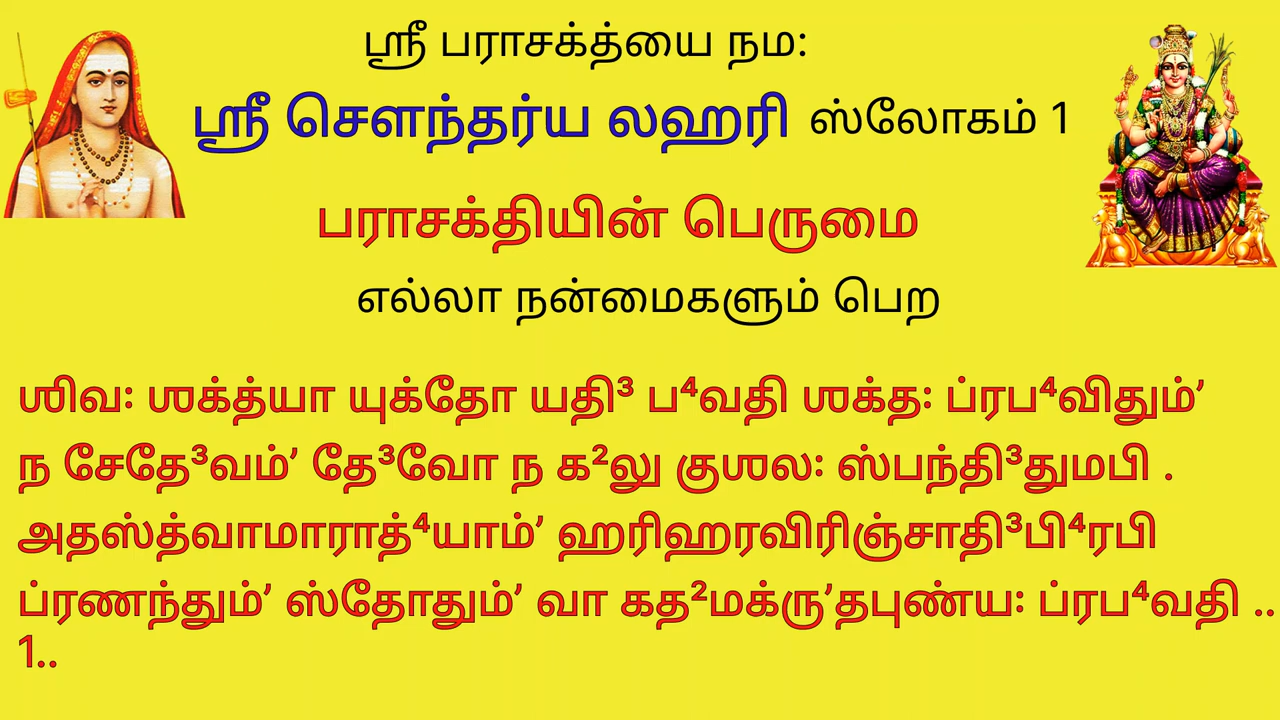 ஸ்ரீ பராசக்த்யை நம:
ஸ்ரீ சௌந்தர்ய லஹரி ஸ்லோகம் 1
பராசக்தியின் பெருமை
எல்லா நன்மைகளும் பெற
ஶிவ꞉ ஶக்த்யா யுக்தோ யதி³ ப⁴வதி ஶக்த꞉ ப்ரப⁴விதும்ʼ
ந சேதே³வம்ʼ தே³வோ ந க²லு குஶல꞉ ஸ்பந்தி³துமபி .
அதஸ்த்வாமாராத்⁴யாம்ʼ ஹரிஹரவிரிஞ்சாதி³பி⁴ரபி
ப்ரணந்தும்ʼ ஸ்தோதும்ʼ வா கத²மக்ருʼதபுண்ய꞉ ப்ரப⁴வதி ..
1..